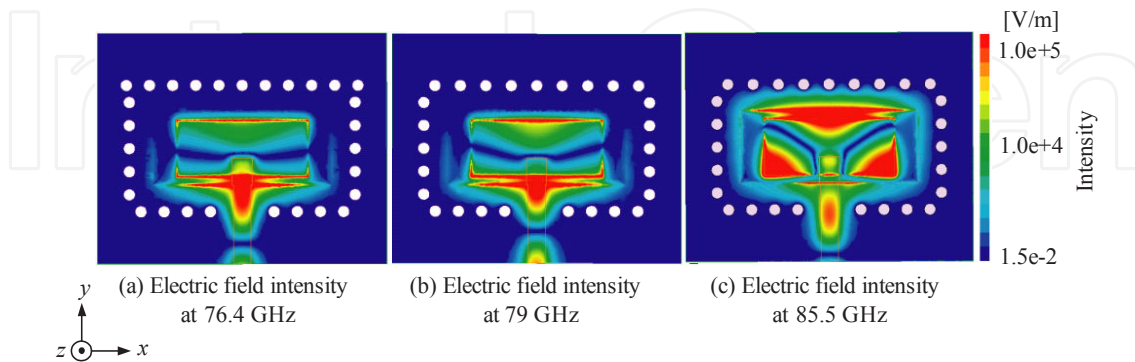 [V/m]
1.0e+5
1.0e+4
1.5e-2
Intensity
(a) Electric field intensity
at 76.4 GHz
(b) Electric field intensity
at 79 GHz
(c) Electric field intensity
at 85.5 GHz
y
z
x